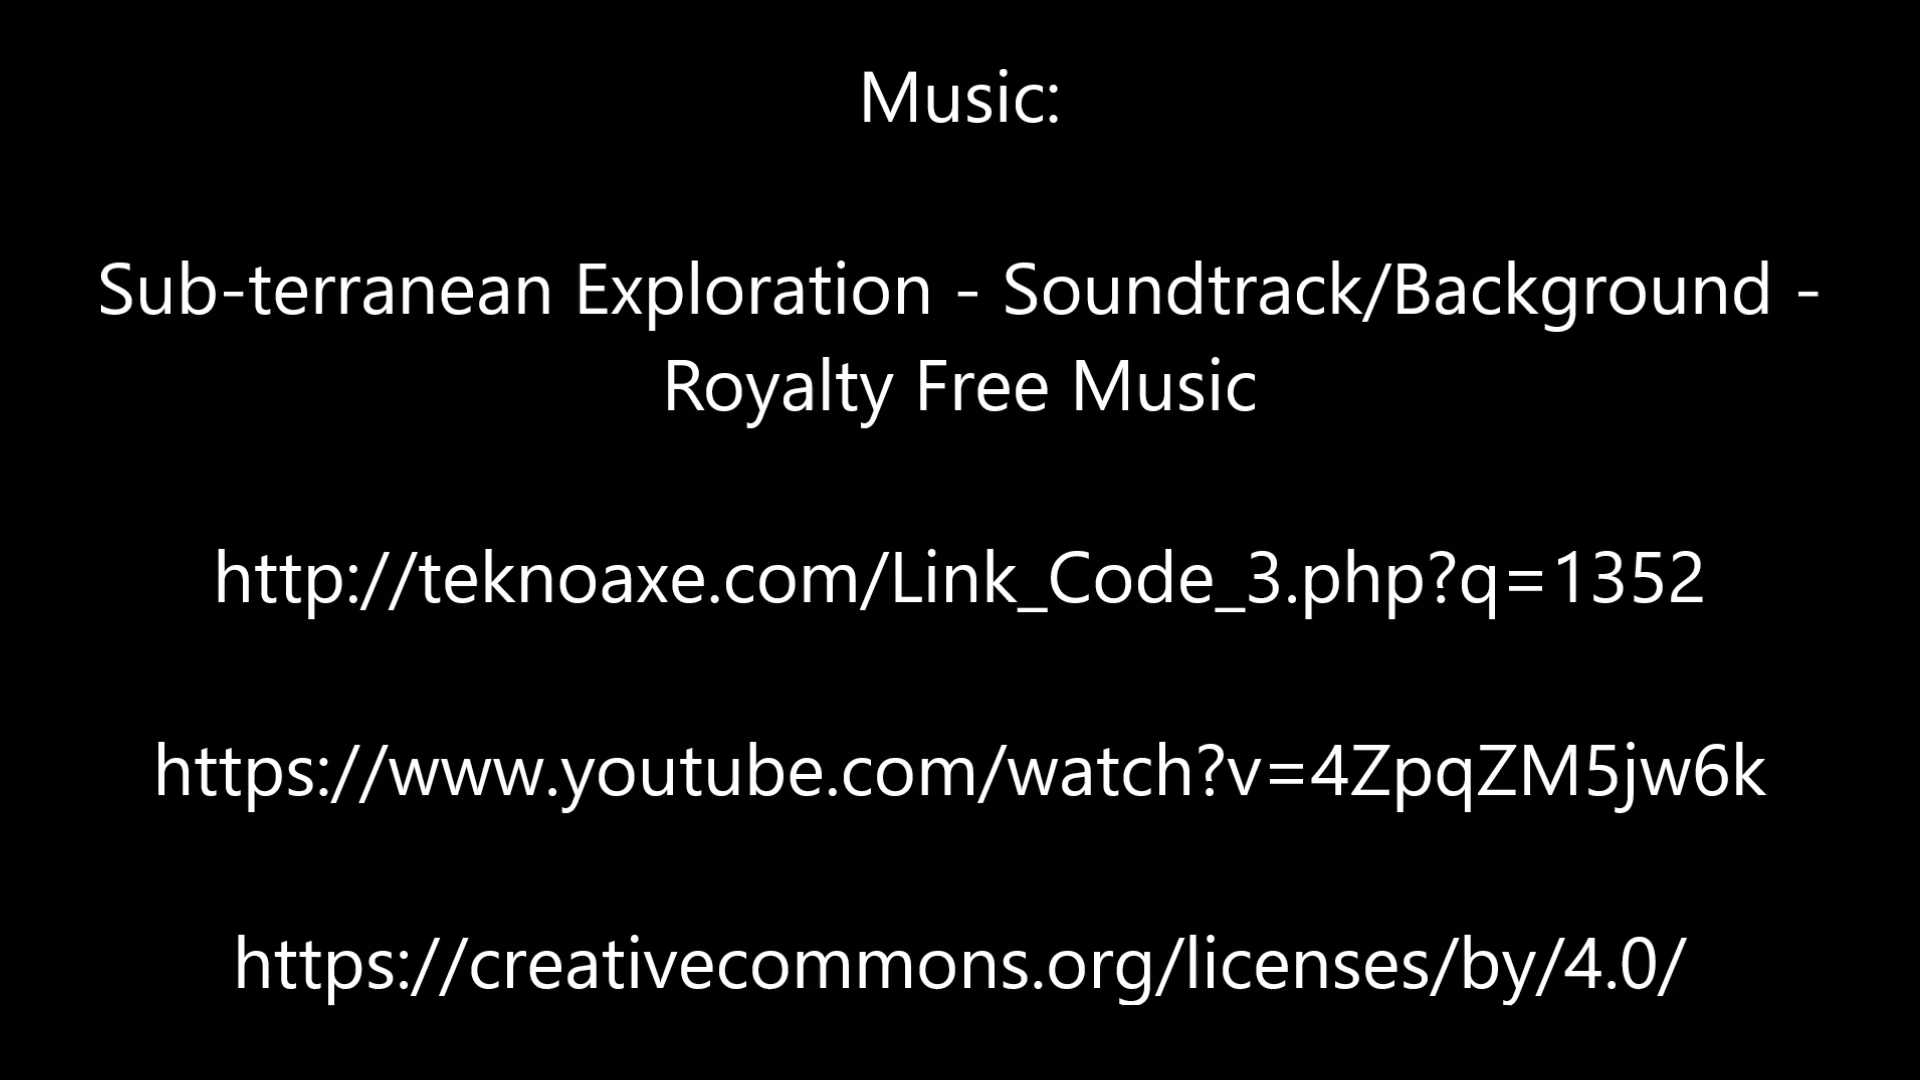 Music:
Sub-terranean Exploration - Soundtrack/Background -
Royalty Free Music
http://teknoaxe.com/Link_Code_3.php?q=1352
https://www.youtube.com/watch?v=4ZpqZM5jw6k
https://creativecommons.org/licenses/by/4.0/